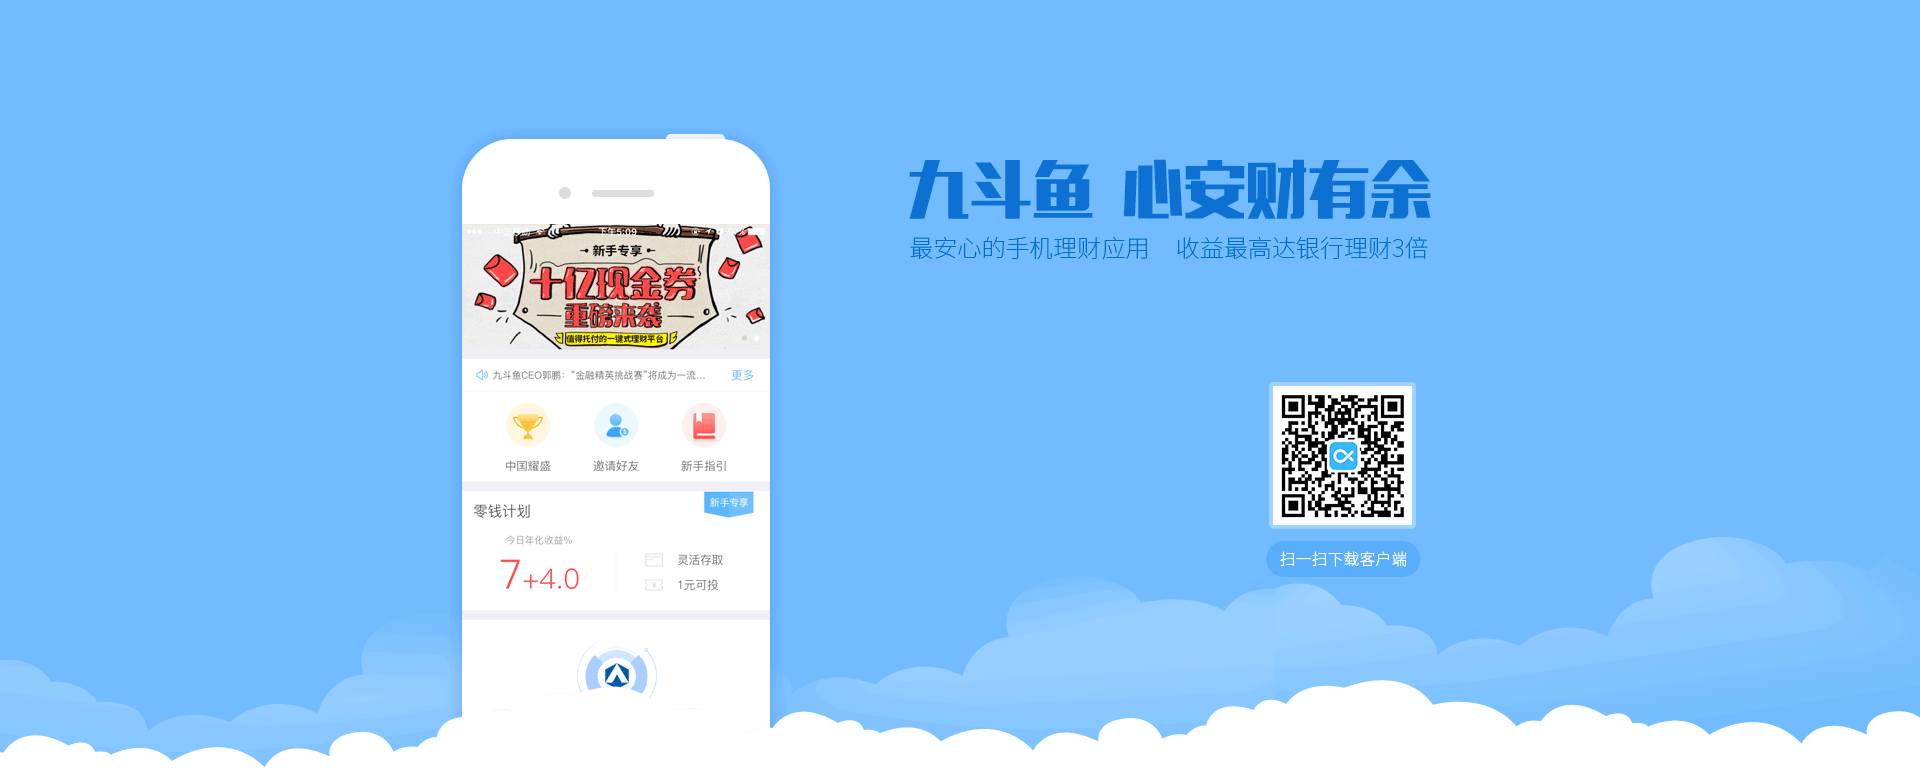 九斗鱼 心安财有余
最安心的手机理财应用 收益最高达银行理财3倍
下午5:09
新手专享
十亿现金券
重磅来袭
值得托付的一键式理财平台
九斗鱼CEO郭鹏:“金融精英挑战赛”将成为一流... 更多
中国耀盛 邀请好友 新手指引
零钱计划 新手专享
今日年化收益%
7+4.0
灵活存取
1元可投
扫一扫下载客户端